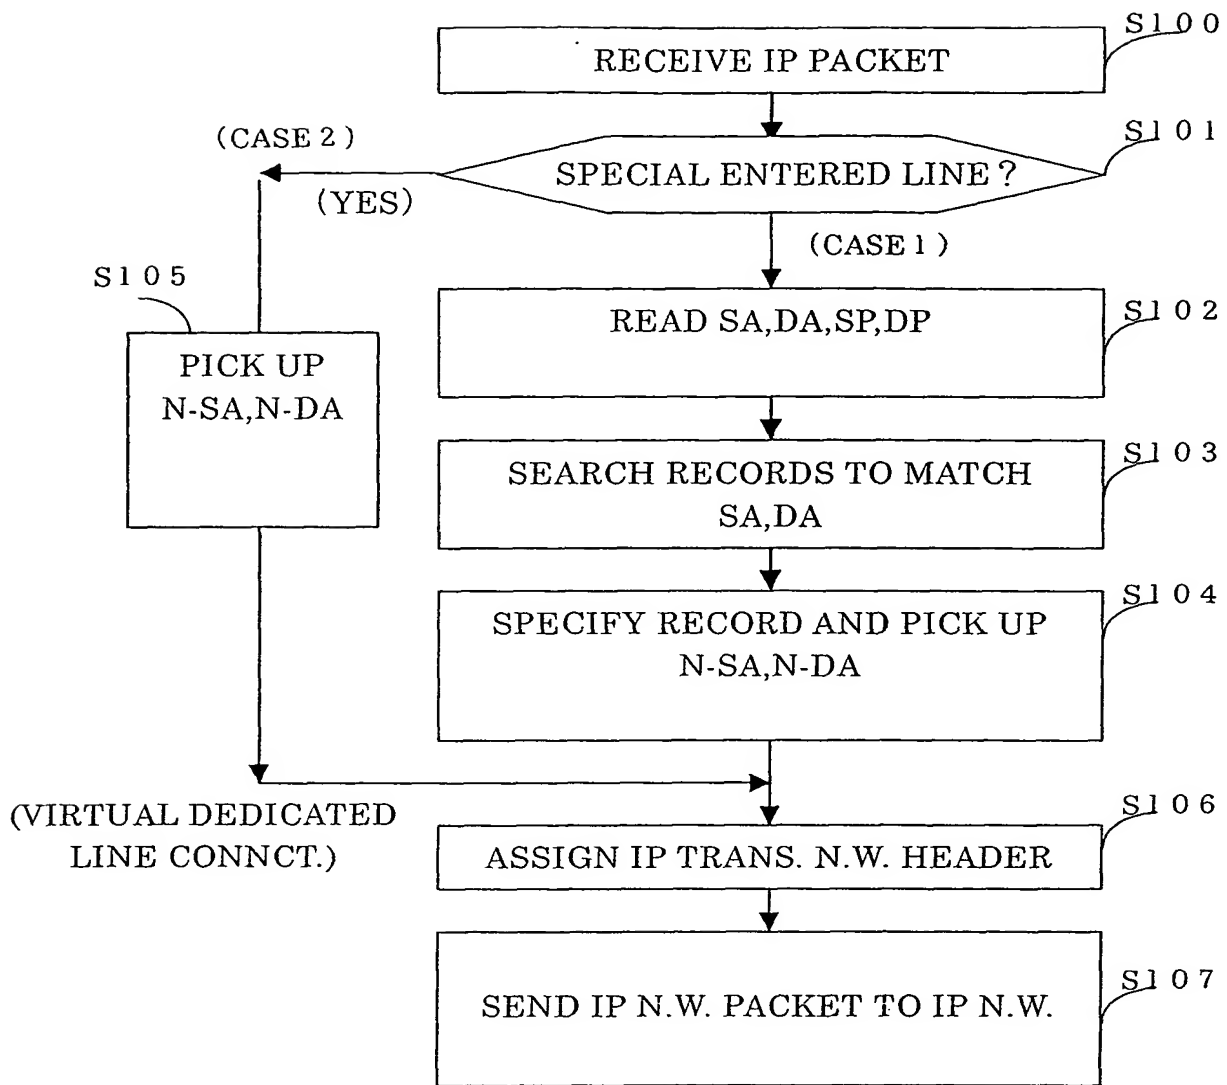 S100
RECEIVE IP PACKET
S101
(CASE 2)
SPECIAL ENTERED LINE?
(YES)
(CASE 1)
S105
S102
READ SA,DA,SP,DP
PICK UP
N-SA,N-DA
S103
SEARCH RECORDS TO MATCH
SA,DA
S104
SPECIFY RECORD AND PICK UP
N-SA,N-DA
(VIRTUAL DEDICATED
LINE CONNCT.)
S106
ASSIGN IP TRANS. N.W. HEADER
S107
SEND IP N.W. PACKET TO IP N.W.